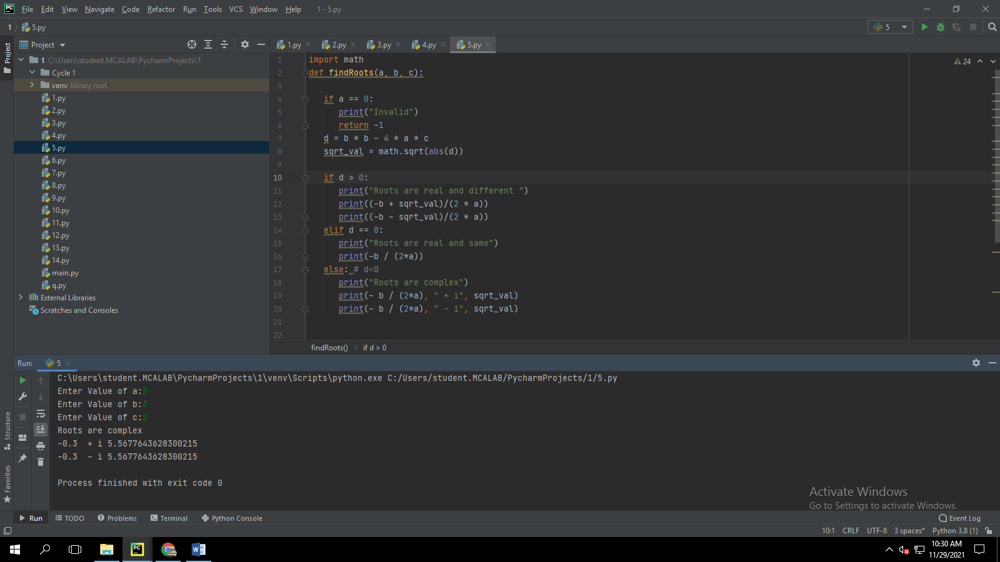 PC File Edit View Navigate Code Refactor Run Tools VCS Window Help 1 - 5.py
1 5.py 5
Project
Project
1 C:\Users\student.MCALAB\PycharmProjects\1
Cycle 1
venv library root
1.py
2.py
3.py
4.py
5.py
6.py
7.py
8.py
9.py
10.py
11.py
12.py
13.py
14.py
main.py
q.py
External Libraries
Scratches and Consoles
1.py 2.py 3.py 4.py 5.py
24
1 import math
2 def findRoots(a, b, c):
3
4 if a == 0:
5 print("Invalid")
6 return -1
7 d = b * b - 4 * a * c
8 sqrt_val = math.sqrt(abs(d))
9
10 if d > 0:
11 print("Roots are real and different ")
12 print((-b + sqrt_val)/(2 * a))
13 print((-b - sqrt_val)/(2 * a))
14 elif d == 0:
15 print("Roots are real and same")
16 print(-b / (2*a))
17 else: # d<0
18 print("Roots are complex")
19 print(- b / (2*a), " + i", sqrt_val)
20 print(- b / (2*a), " - i", sqrt_val)
21
22
findRoots() if d > 0
Run: 5
C:\Users\student.MCALAB\PycharmProjects\1\venv\Scripts\python.exe C:/Users/student.MCALAB/PycharmProjects/1/5.py
Enter Value of a:5
Enter Value of b:3
Enter Value of c:2
Roots are complex
-0.3  + i 5.5677643628300215
-0.3  - i 5.5677643628300215
Process finished with exit code 0
Structure
Favorites
Activate Windows
Go to Settings to activate Windows.
Run TODO Problems Terminal Python Console Event Log
10:1 CRLF UTF-8 3 spaces* Python 3.8 (1)
PC W 10:30 AM
11/29/2021